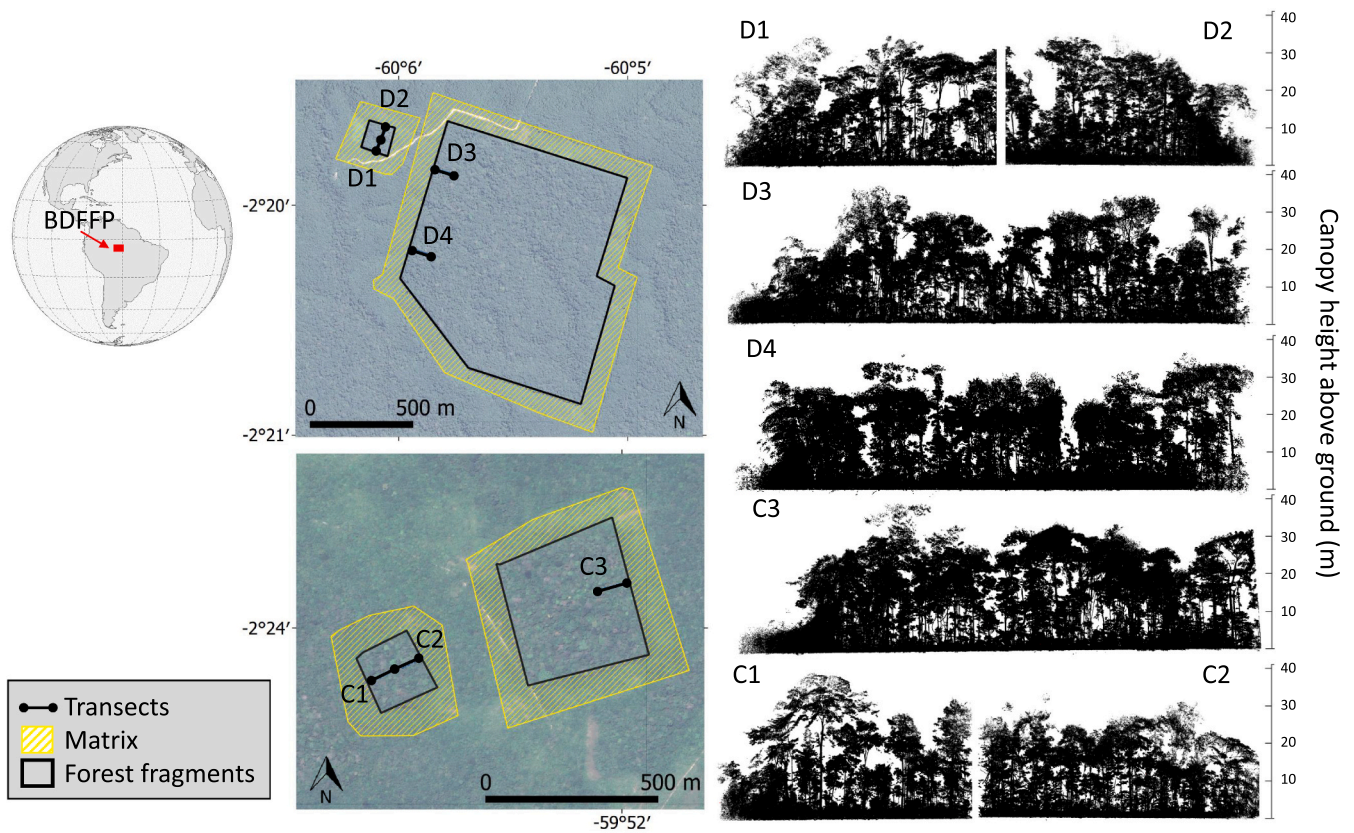 BDFFP
-60°6′
-60°5′
D2
D1
D3
D4
-2°20′
0
500 m
N
-2°21′
C3
C2
C1
-2°24′
N
0
500 m
-59°52′
Transects
Matrix
Forest fragments
D1
D2
40
30
20
10
D3
40
30
20
10
D4
40
30
20
10
C3
40
30
20
10
C1
C2
40
30
20
10
Canopy height above ground (m)